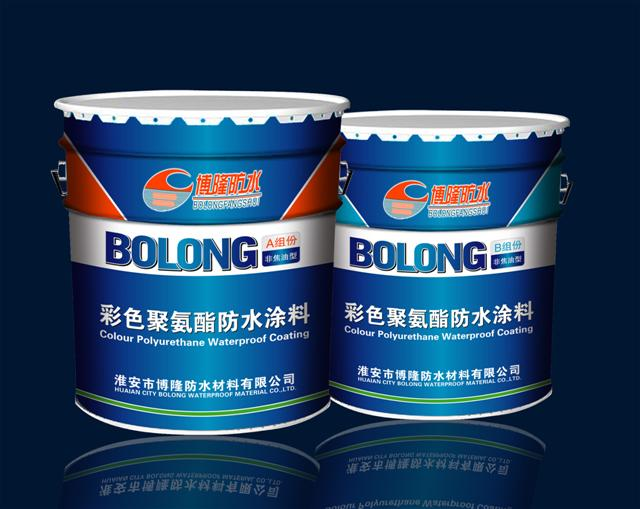 博隆防水
BOLONGFANGSHUI
BOLONG
A组份
非焦油型
彩色聚氨酯防水涂料
Colour Polyurethane Waterproof Coating
淮安市博隆防水材料有限公司
HUAIAN CITY BOLONG WATERPROOF MATERIAL CO.,LTD.
博隆防水
BOLONGFANGSHUI
BOLONG
B组份
非焦油型
彩色聚氨酯防水涂料
Colour Polyurethane Waterproof Coating
淮安市博隆防水材料有限公司
HUAIAN CITY BOLONG WATERPROOF MATERIAL CO.,LTD.